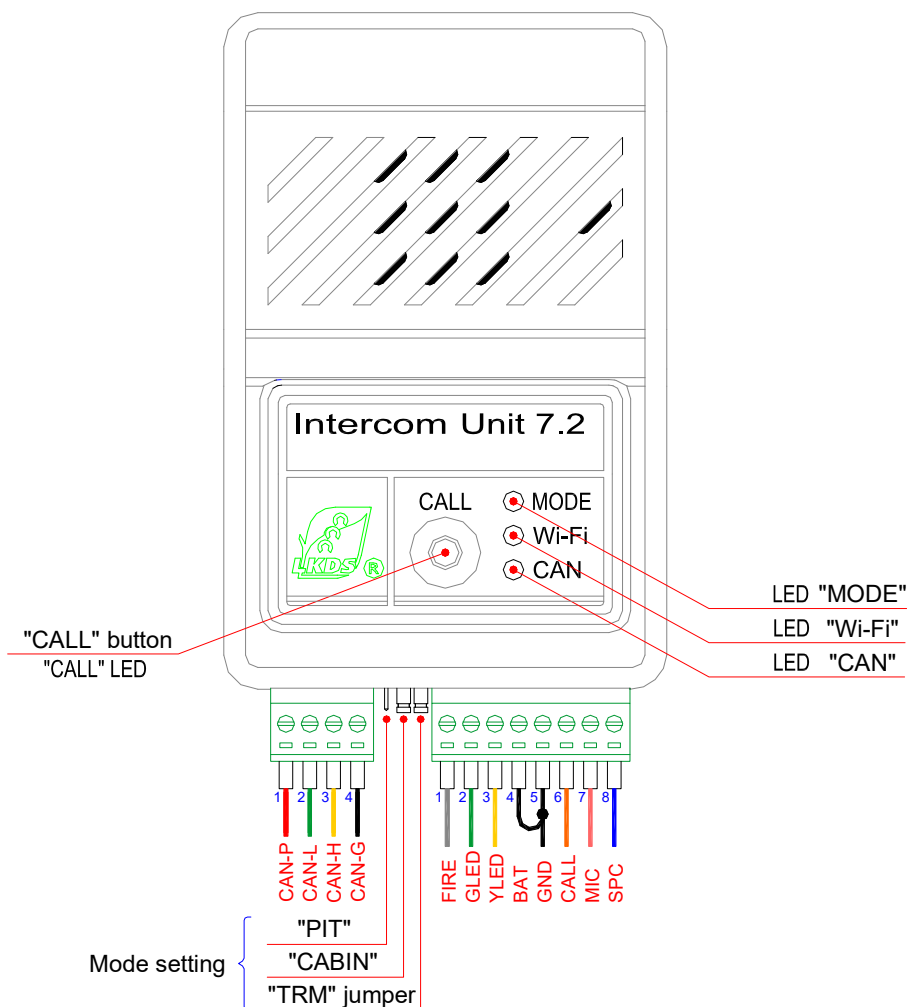 Intercom Unit 7.2
CALL
MODE
Wi-Fi
CAN
LKDS ®
LED "MODE"
LED "Wi-Fi"
LED "CAN"
"CALL" button
"CALL" LED
1 2 3 4
1 2 3 4 5 6 7 8
CAN-P
CAN-L
CAN-H
CAN-G
FIRE
GLED
YLED
BAT
GND
CALL
MIC
SPC
Mode setting
"PIT"
"CABIN"
"TRM" jumper